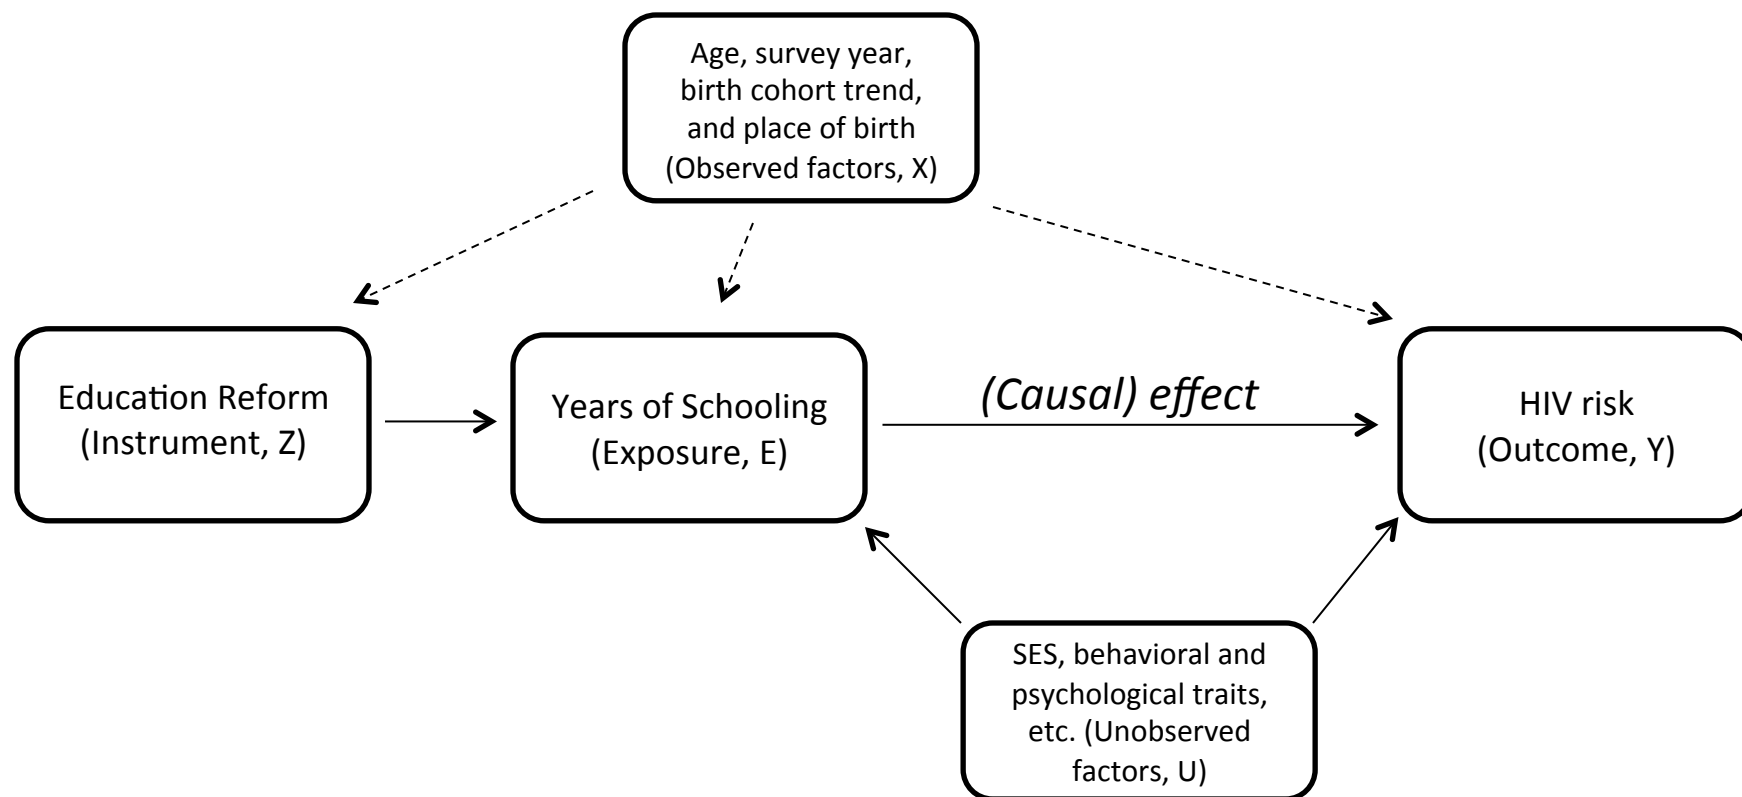 Age, survey year,
birth cohort trend,
and place of birth
(Observed factors, X)
Education Reform
(Instrument, Z)
Years of Schooling
(Exposure, E)
(Causal) effect
HIV risk
(Outcome, Y)
SES, behavioral and
psychological traits,
etc. (Unobserved
factors, U)